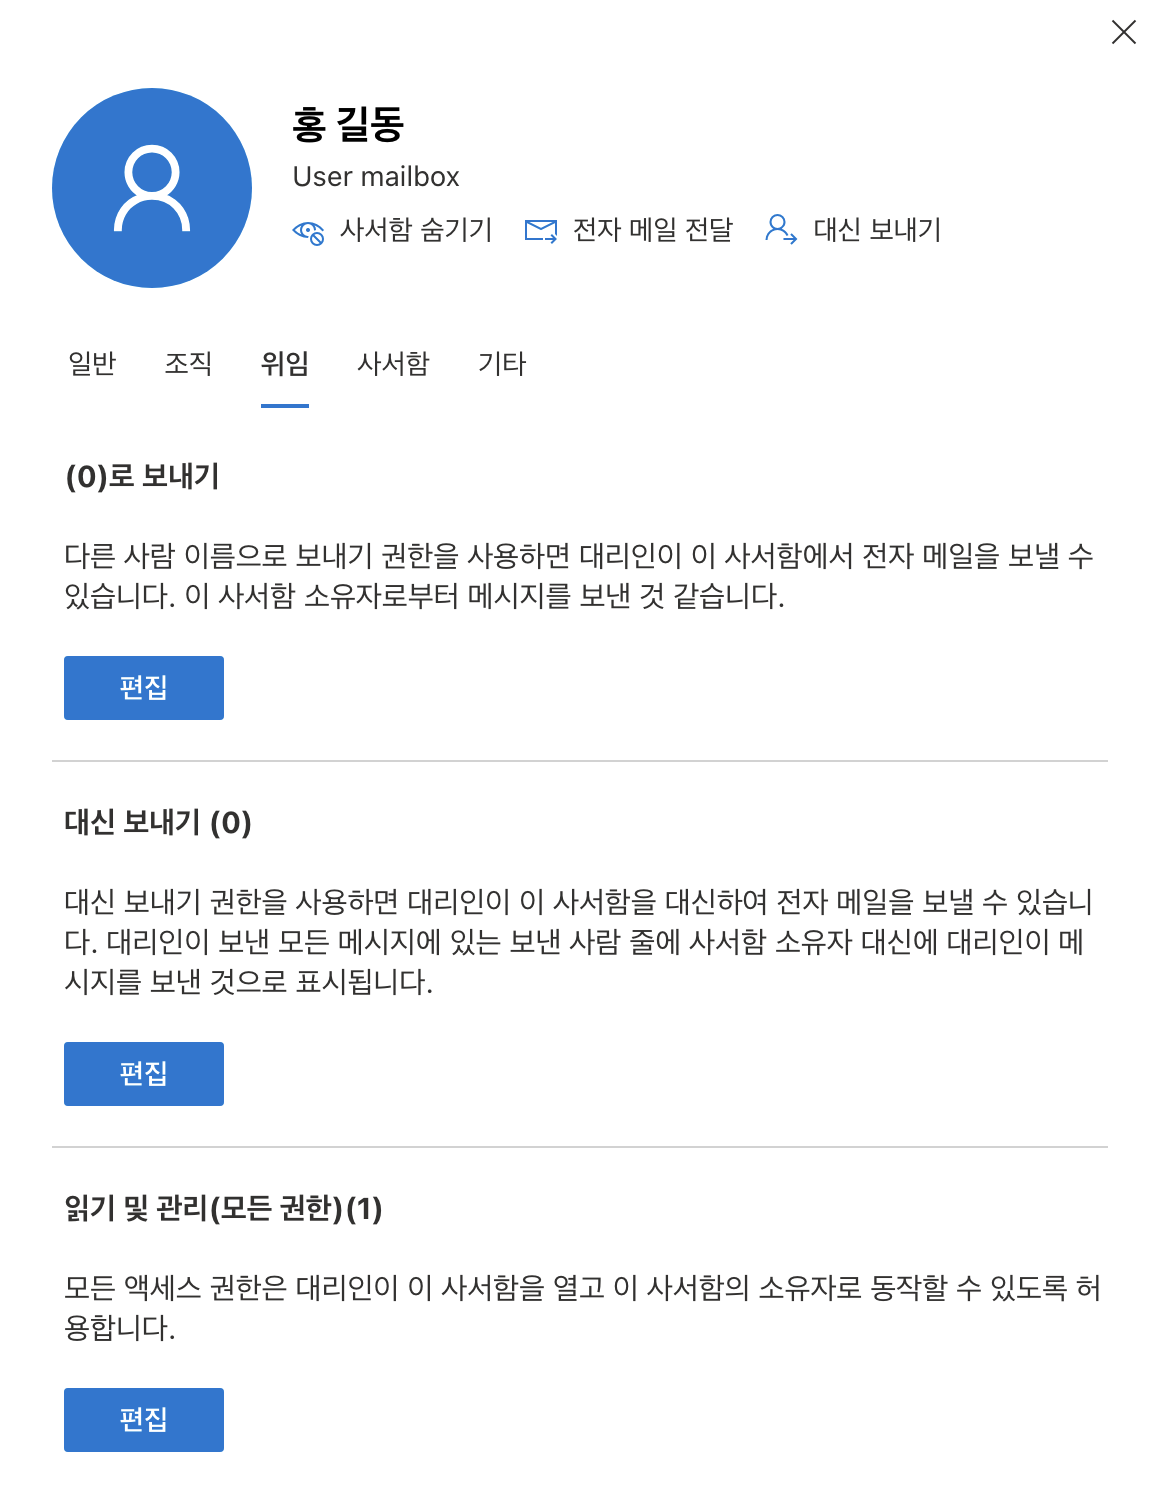 홍 길동
User mailbox
사서함 숨기기 전자 메일 전달 대신 보내기
일반 조직 위임 사서함 기타
(0)로 보내기
다른 사람 이름으로 보내기 권한을 사용하면 대리인이 이 사서함에서 전자 메일을 보낼 수
있습니다. 이 사서함 소유자로부터 메시지를 보낸 것 같습니다.
편집
대신 보내기 (0)
대신 보내기 권한을 사용하면 대리인이 이 사서함을 대신하여 전자 메일을 보낼 수 있습니
다. 대리인이 보낸 모든 메시지에 있는 보낸 사람 줄에 사서함 소유자 대신에 대리인이 메
시지를 보낸 것으로 표시됩니다.
편집
읽기 및 관리(모든 권한)(1)
모든 액세스 권한은 대리인이 이 사서함을 열고 이 사서함의 소유자로 동작할 수 있도록 허
용합니다.
편집